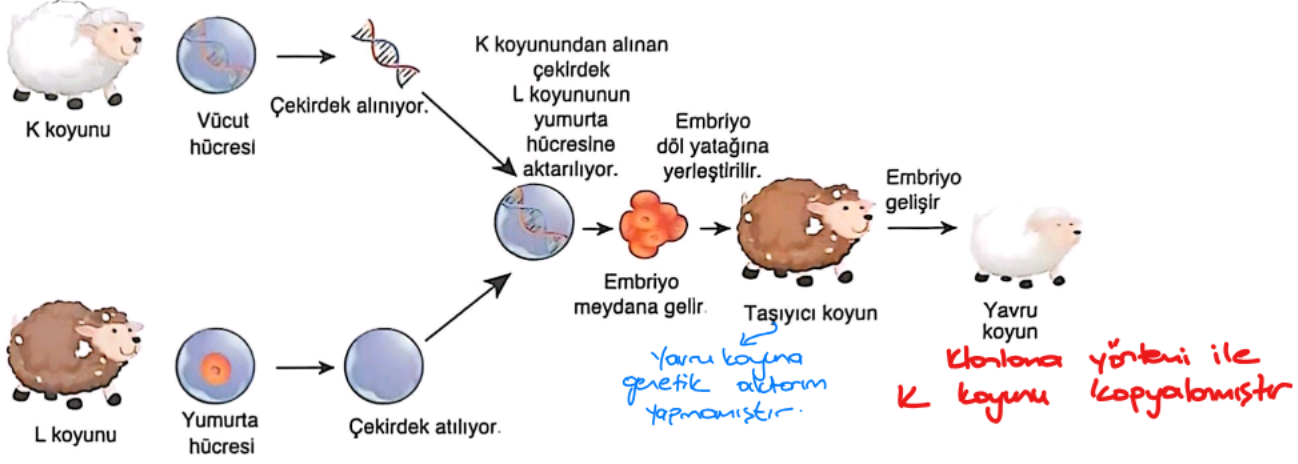 K koyunu
Vücut
hücresi
Çekirdek alınıyor.
K koyunundan alınan
çekirdek
L koyununun
yumurta
hücresine
aktarılıyor.
Embriyo
döl yatağına
yerleştirilir.
Embriyo
gelişir
Embriyo
meydana gelir.
Taşıyıcı koyun
Yavru
koyun
Yavru koyuna
genetik aktarım
yapmamıştır.
Klonlama yöntemi ile
K koyunu kopyalamıştır
L koyunu
Yumurta
hücresi
Çekirdek atılıyor.